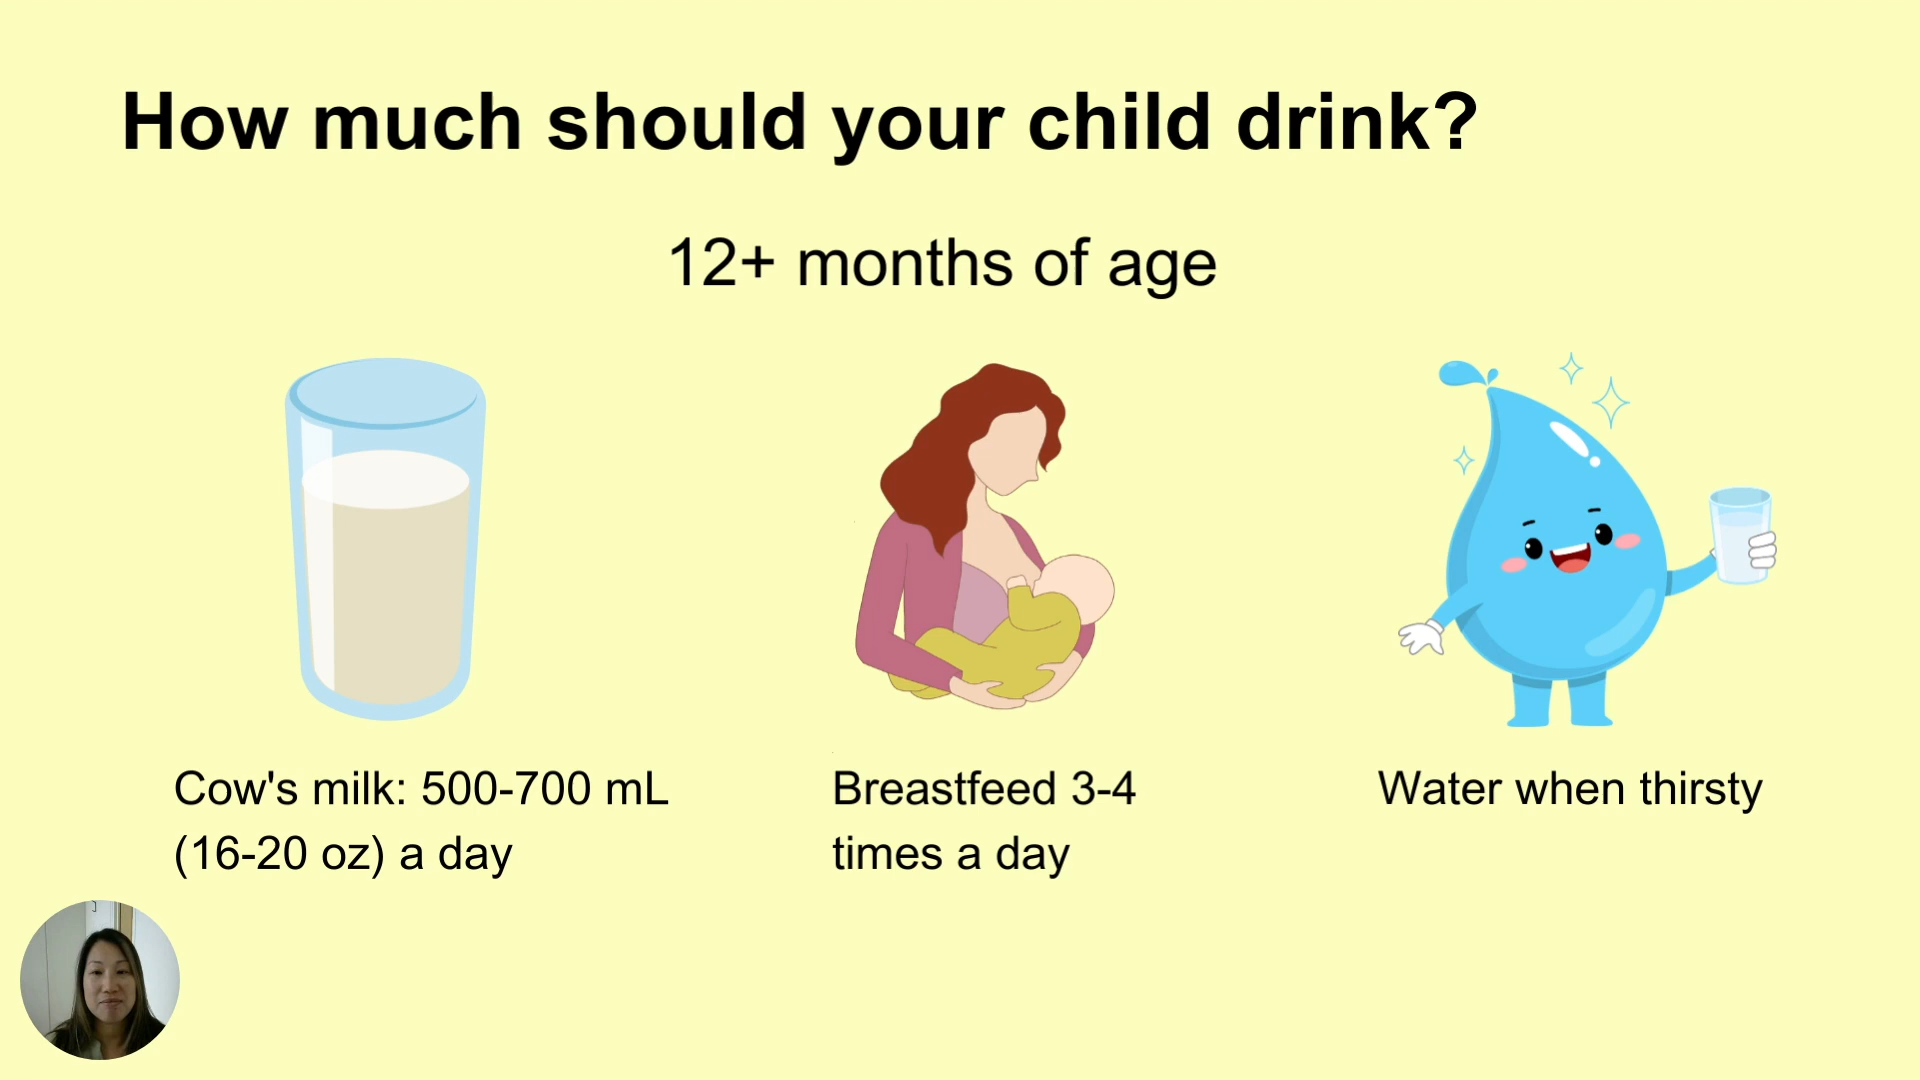 How much should your child drink?
12+ months of age
Cow's milk: 500-700 mL
(16-20 oz) a day
Breastfeed 3-4
times a day
Water when thirsty